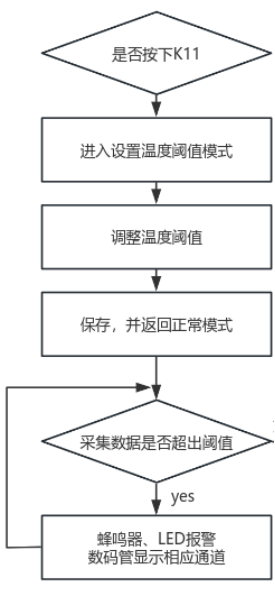 是否按下K11
进入设置温度阈值模式
调整温度阈值
保存，并返回正常模式
采集数据是否超出阈值
yes
蜂鸣器、LED报警
数码管显示相应通道